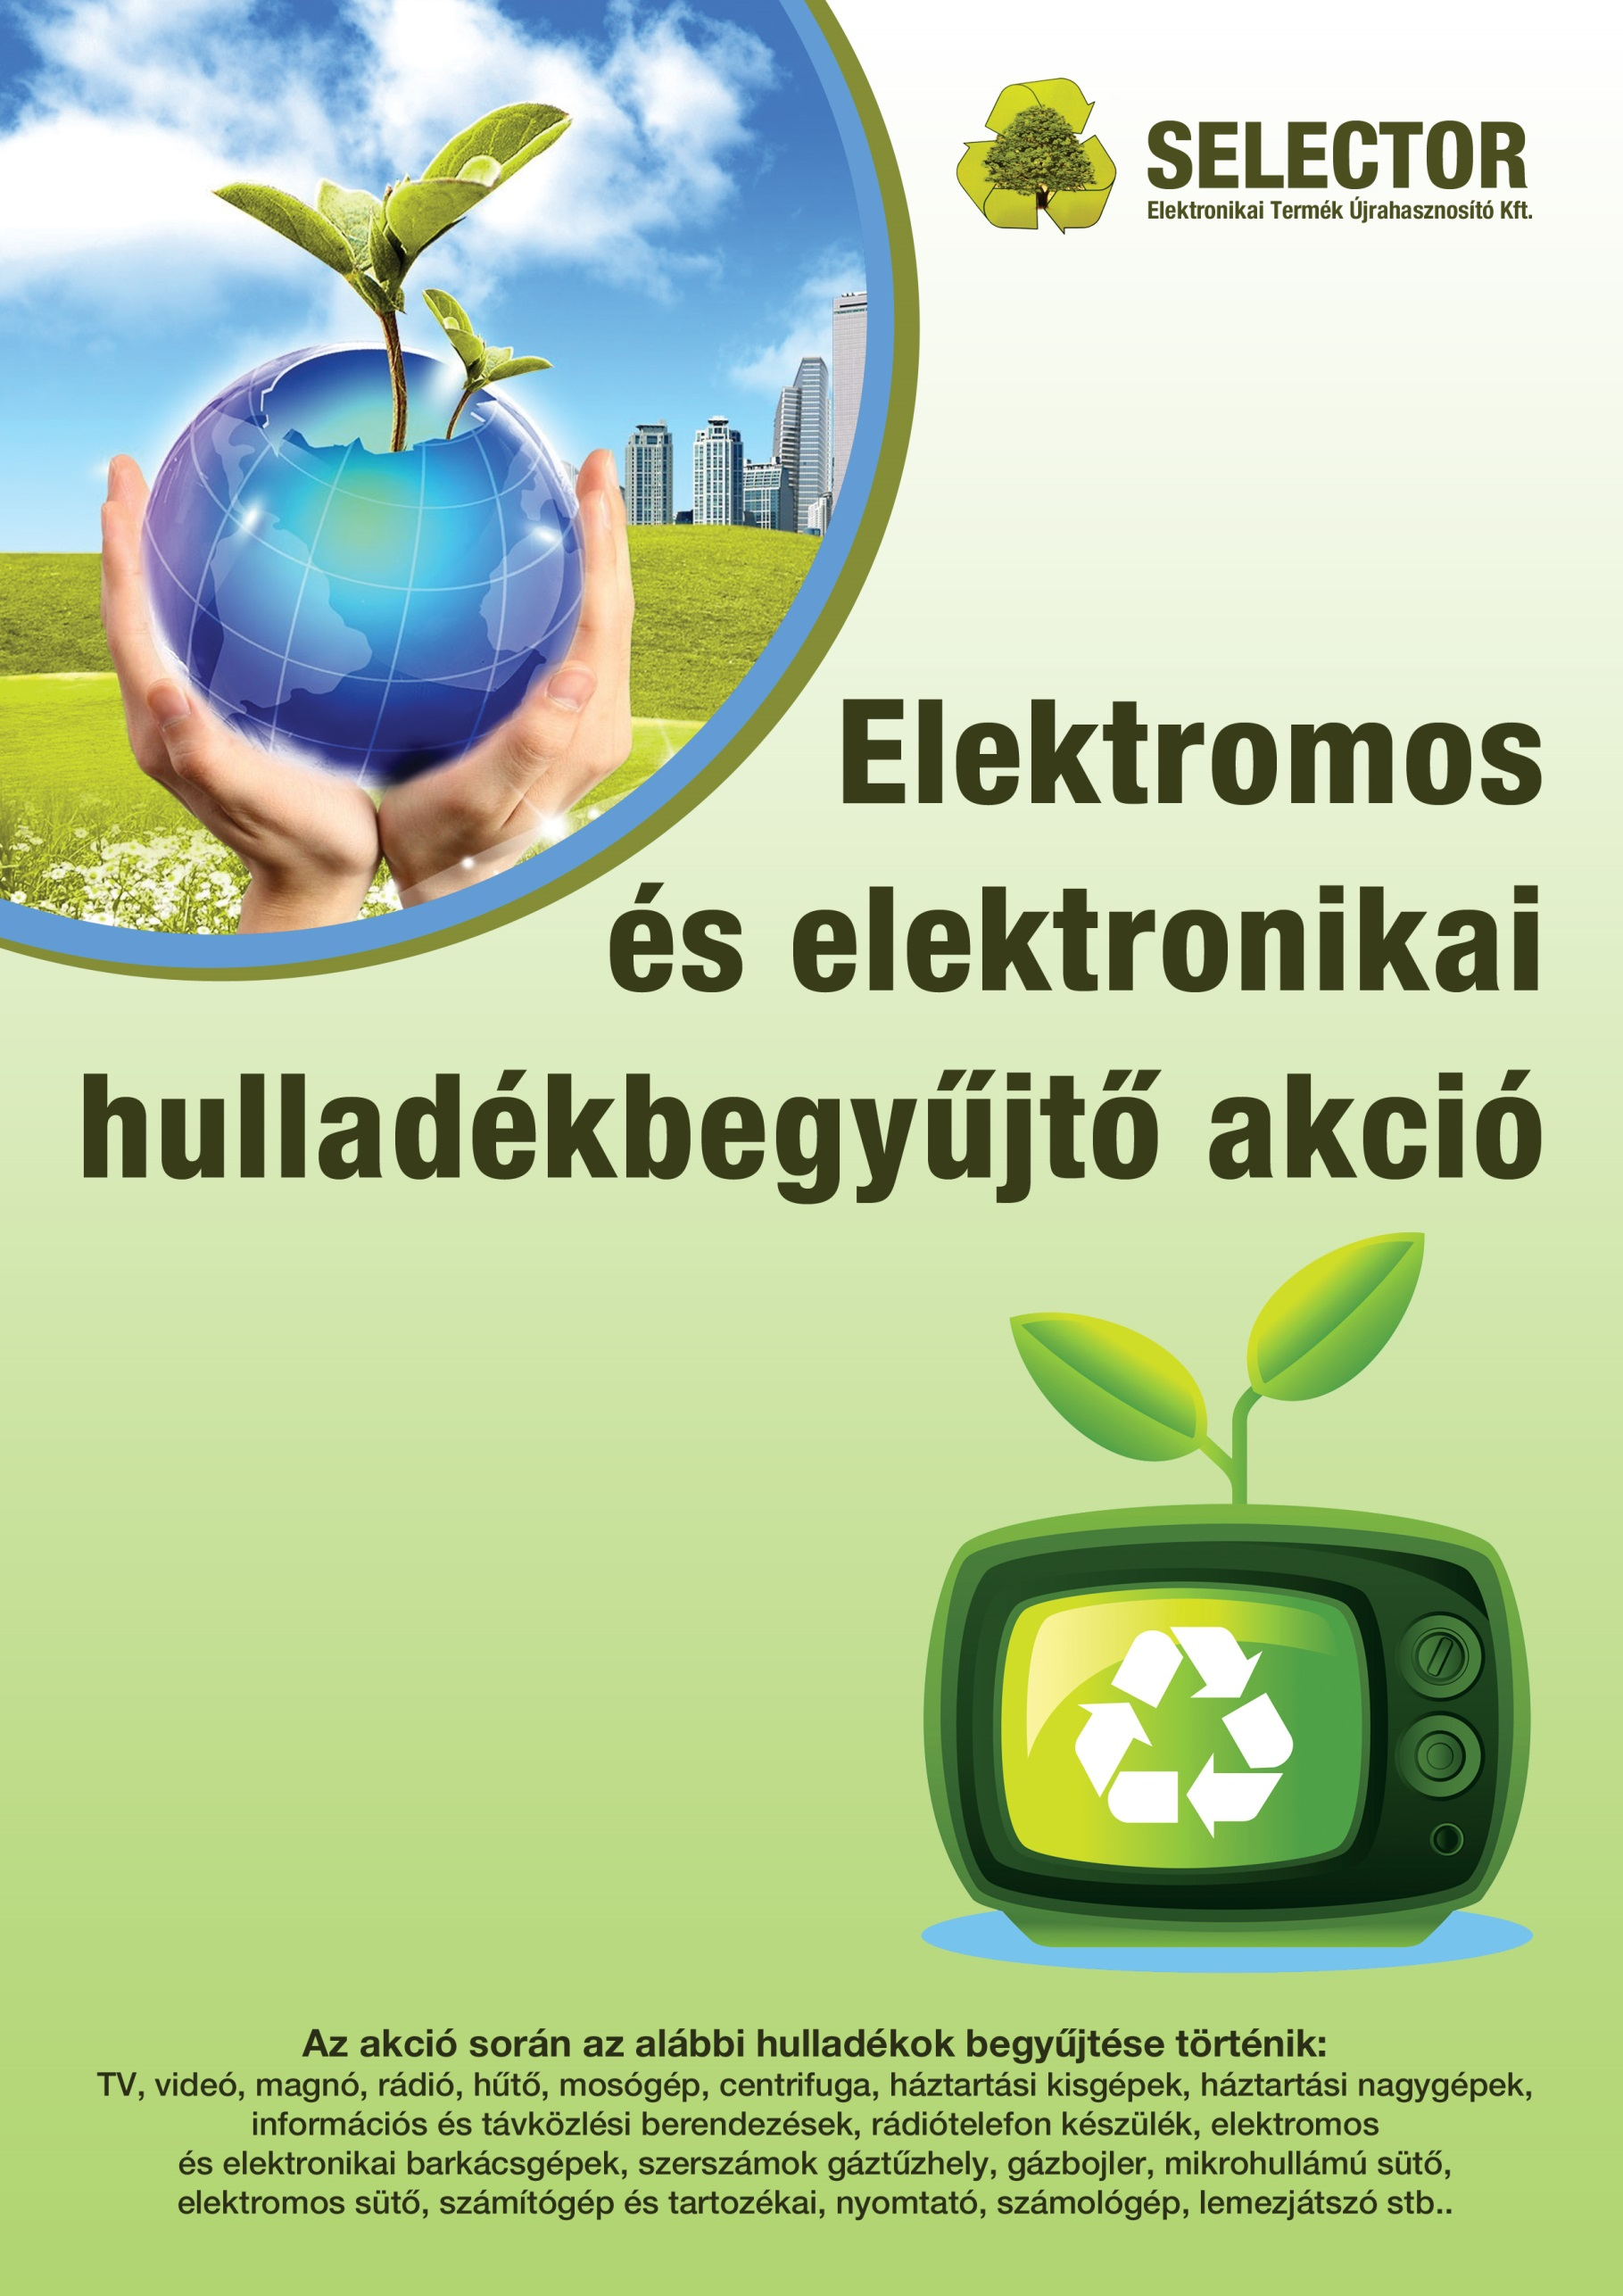 SELECTOR
Elektronikai Termék Újrahasznosító Kft.
Elektromos
és elektronikai
hulladékbegyűjtő akció
Az akció során az alábbi hulladékok begyűjtése történik:
TV, videó, magnó, rádió, hűtő, mosógép, centrifuga, háztartási kisgépek, háztartási nagygépek,
információs és távközlési berendezések, rádiótelefon készülék, elektromos
és elektronikai barkácsgépek, szerszámok gáztűzhely, gázbojler, mikrohullámú sütő,
elektromos sütő, számítógép és tartozékai, nyomtató, számológép, lemezjátszó stb..